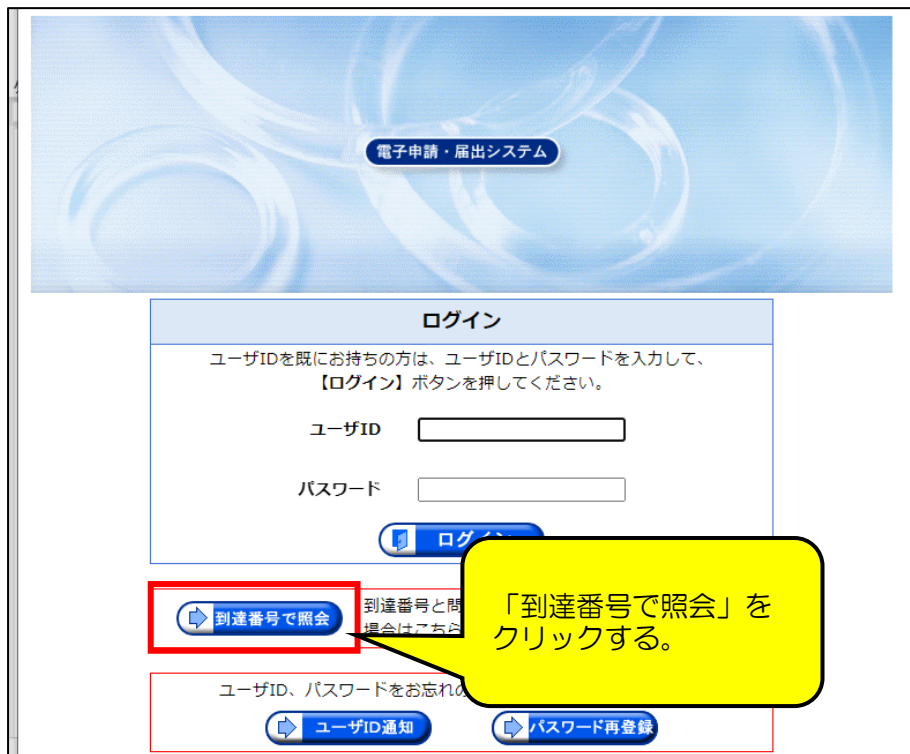 電子申請・届出システム
ログイン
ユーザIDを既にお持ちの方は、ユーザIDとパスワードを入力して、
【ログイン】ボタンを押してください。
ユーザID
パスワード
ログイン
到達番号で照会
到達番号と問
場合はこちら
「到達番号で照会」を
クリックする。
ユーザID、パスワードをお忘れの
ユーザID通知
パスワード再登録